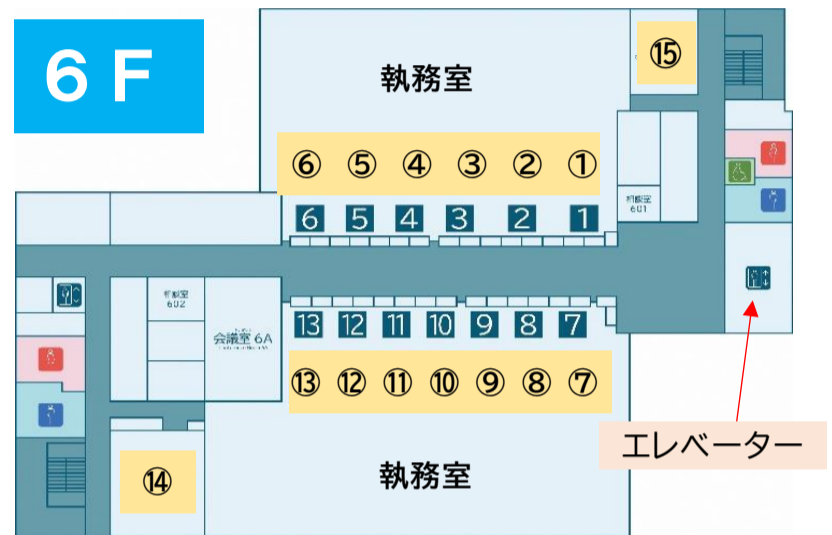 ６Ｆ
執務室
⑮
⑥ ⑤ ④ ③ ② ①
6 5 4 3 2 1
相談室
601
相談室
602
会議室 6A
13 12 11 10 9 8 7
⑬ ⑫ ⑪ ⑩ ⑨ ⑧ ⑦
エレベーター
執務室
⑭